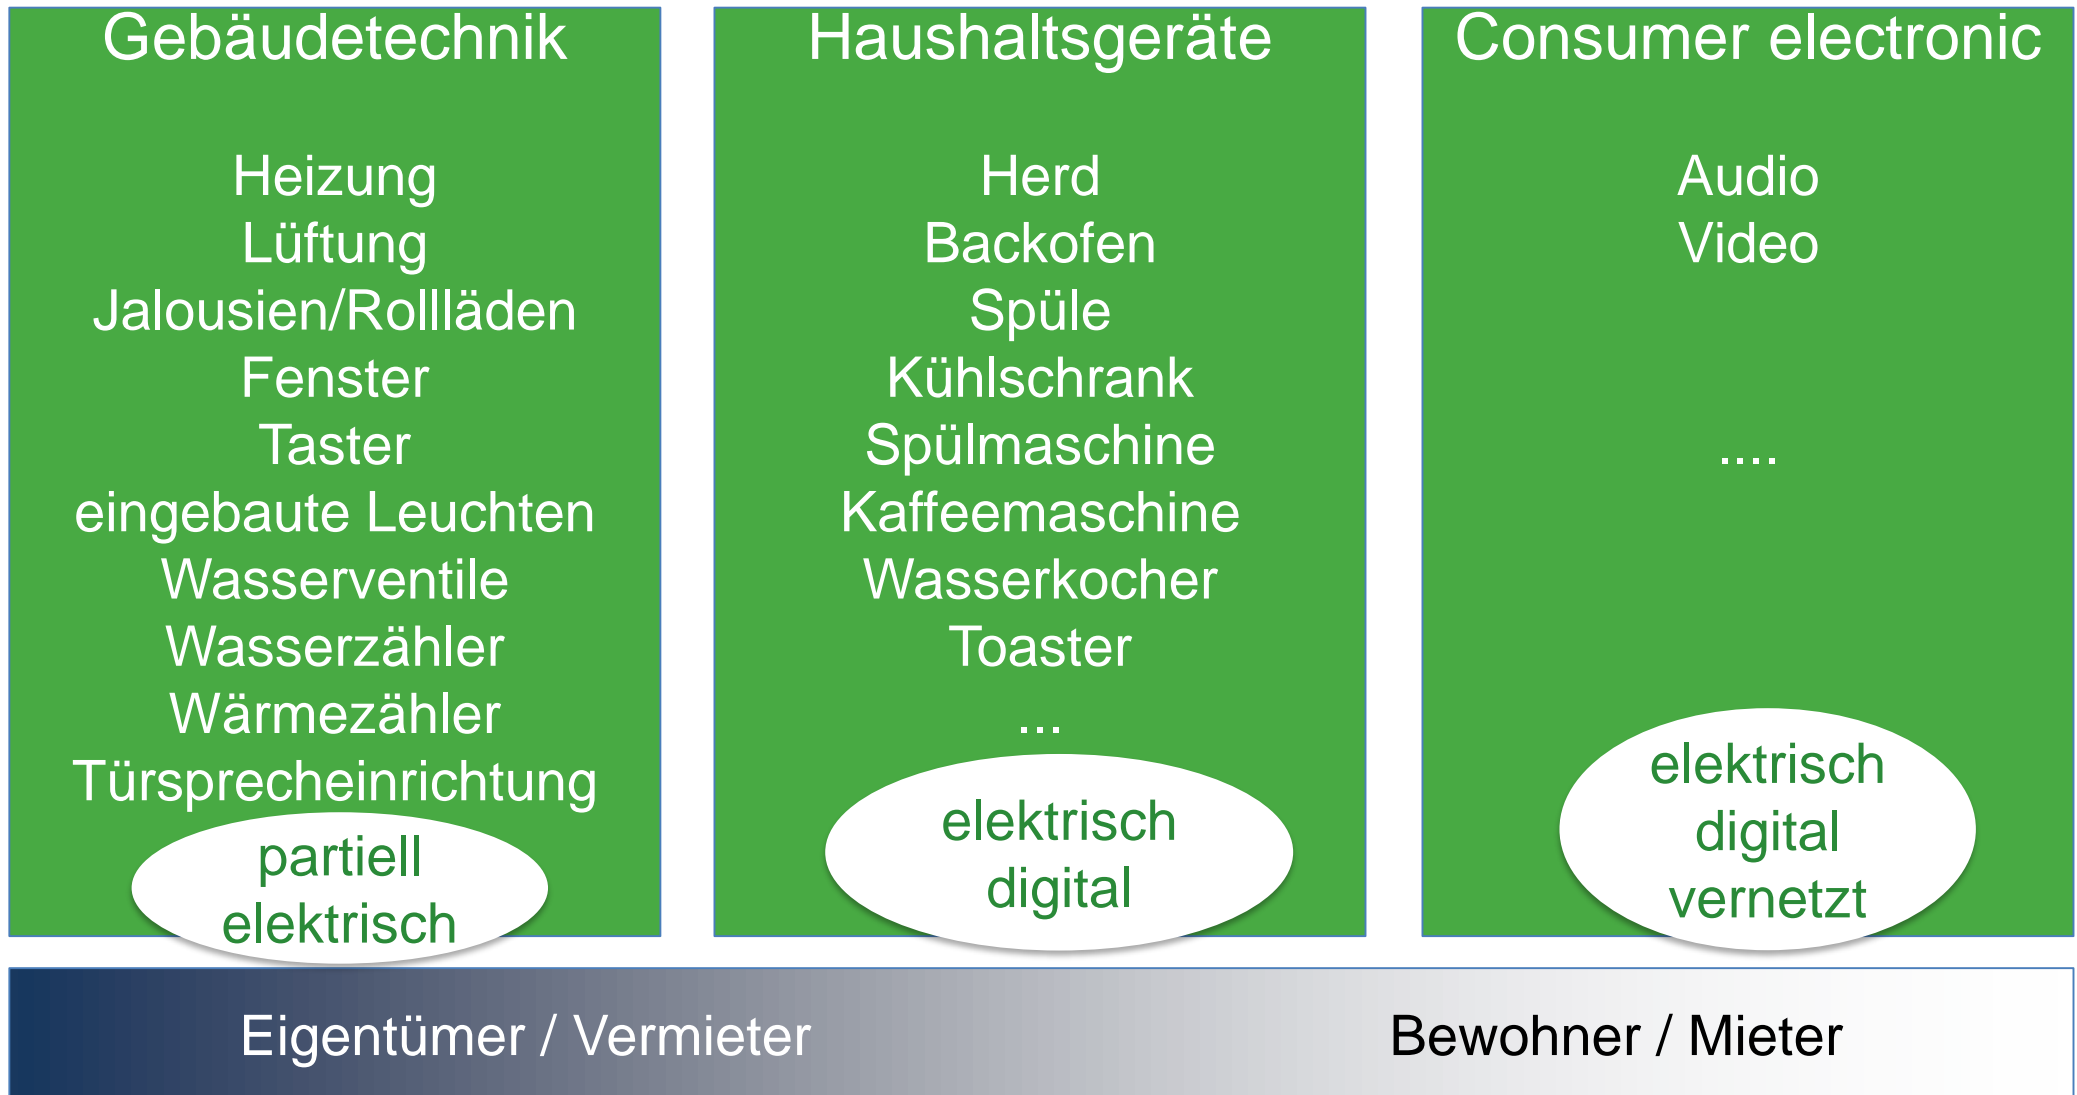 Gebäudetechnik
Heizung
Lüftung
Jalousien/Rollläden
Fenster
Taster
eingebaute Leuchten
Wasserventile
Wasserzähler
Wärmezähler
Türsprecheinrichtung
partiell
elektrisch
Haushaltsgeräte
Herd
Backofen
Spüle
Kühlschrank
Spülmaschine
Kaffeemaschine
Wasserkocher
Toaster
...
elektrisch
digital
Consumer electronic
Audio
Video
....
elektrisch
digital
vernetzt
Eigentümer / Vermieter
Bewohner / Mieter